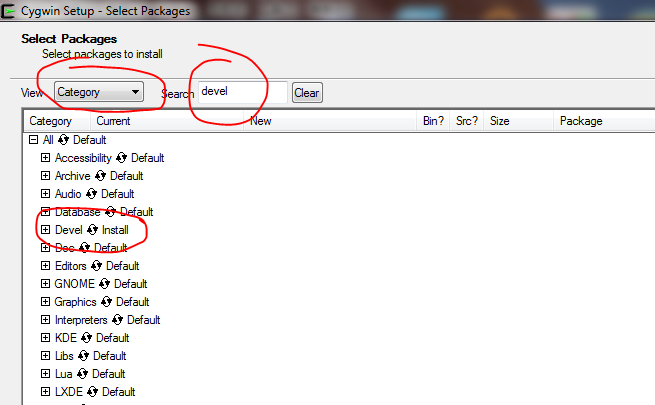 Cygwin Setup - Select Packages
Select Packages
Select packages to install
View Category Search devel Clear
Category Current New Bin? Src? Size Package
All Default
Accessibility Default
Archive Default
Audio Default
Database Default
Devel Install
Doc Default
Editors Default
GNOME Default
Graphics Default
Interpreters Default
KDE Default
Libs Default
Lua Default
LXDE Default